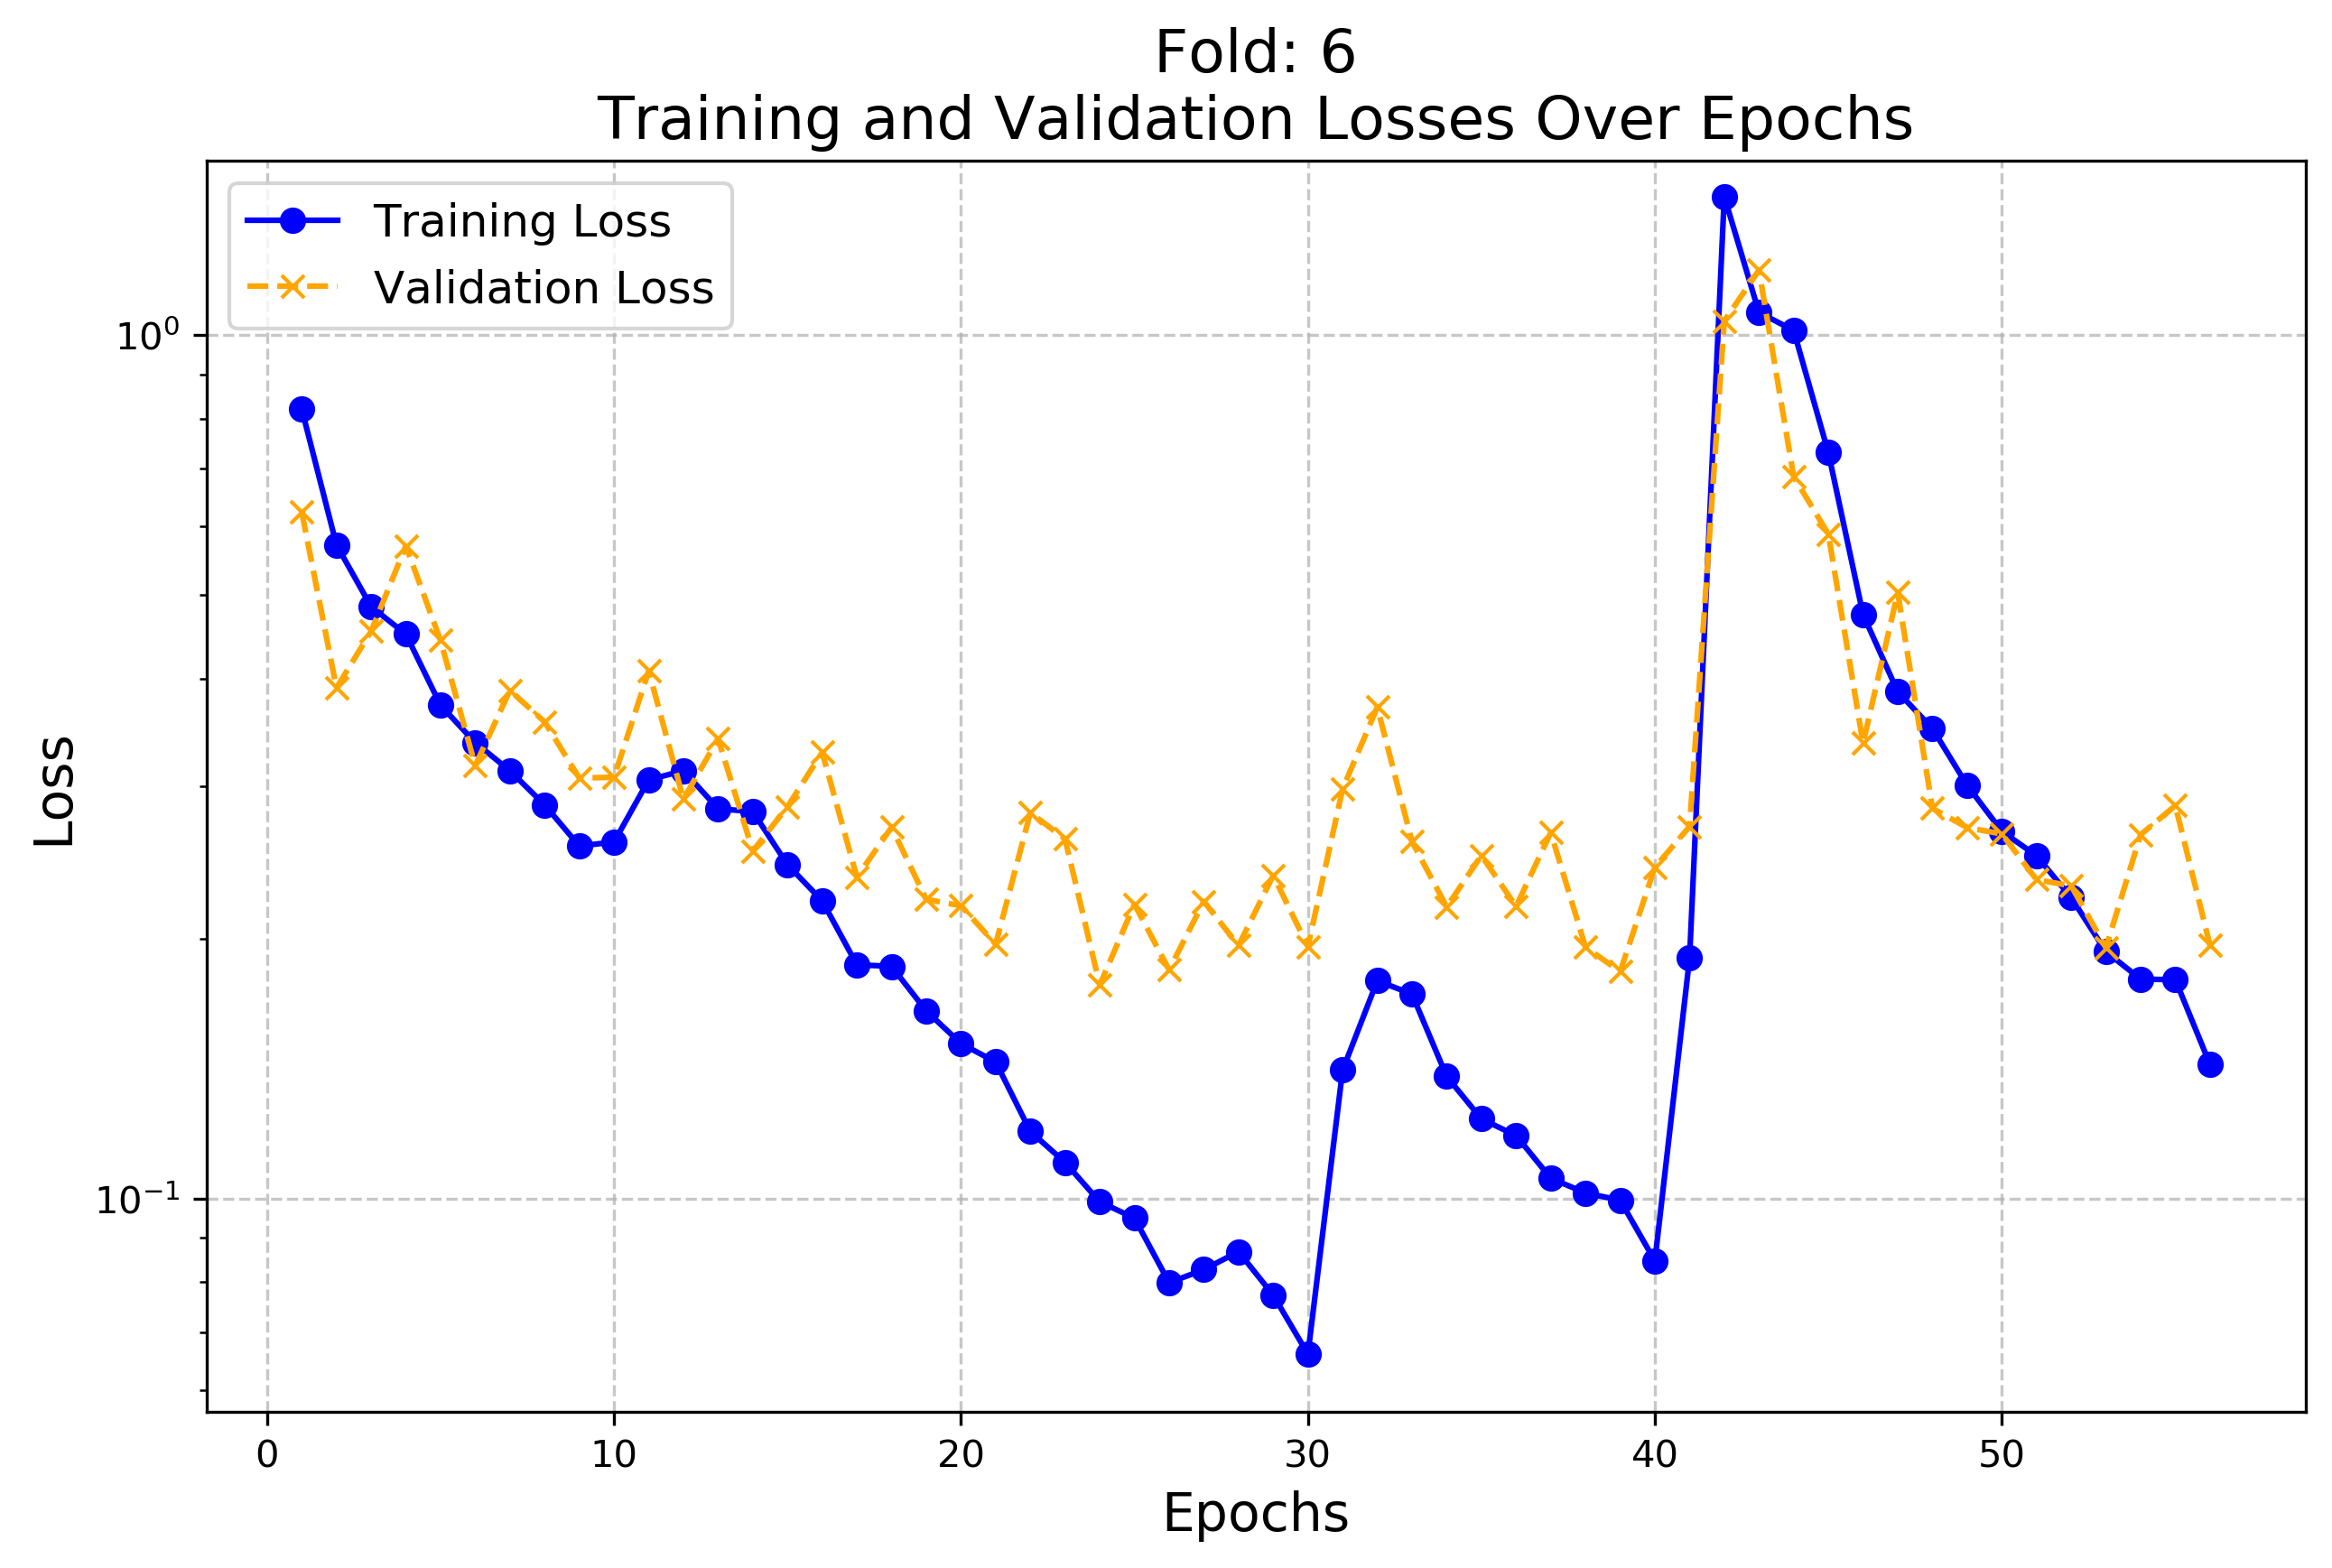 Fold: 6
Training and Validation Losses Over Epochs
Training Loss
Validation Loss
10⁰
10⁻¹
Loss
0 10 20 30 40 50
Epochs